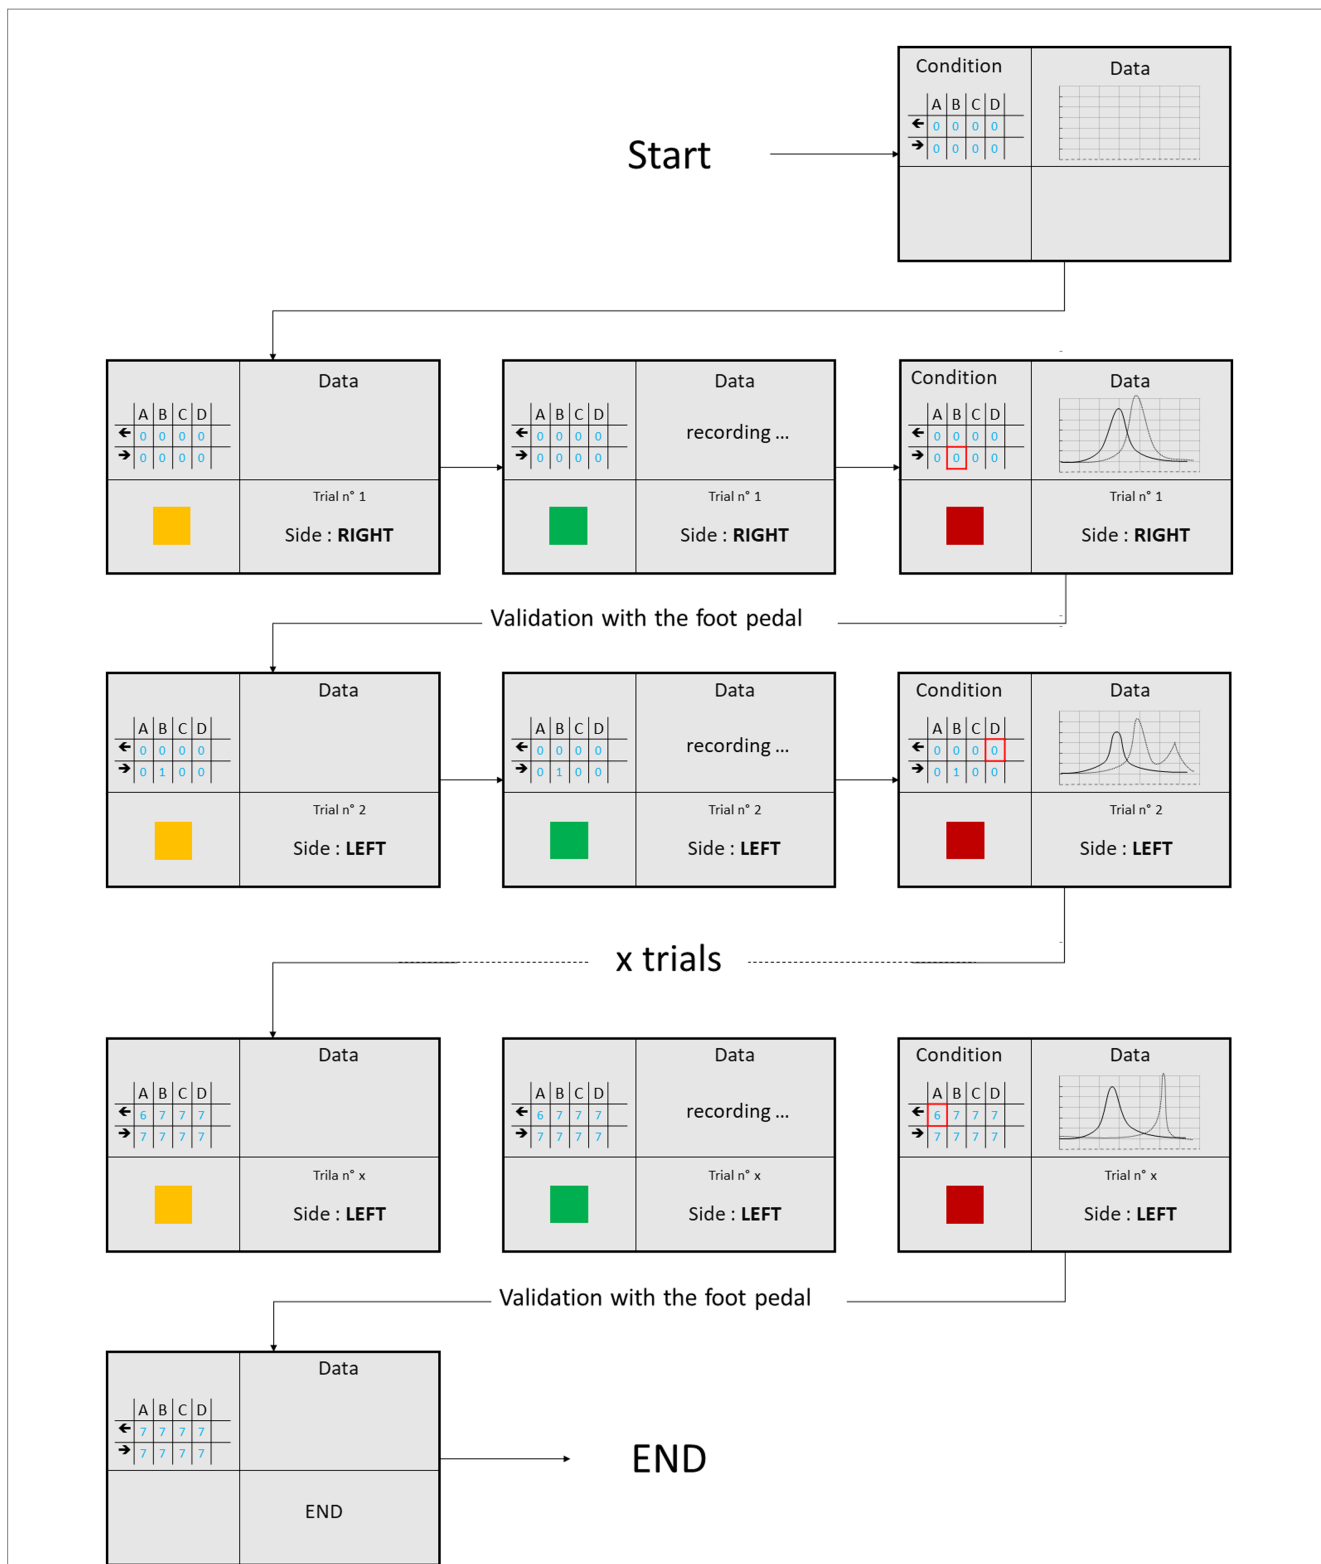 Condition Data
A B C D
← 0 0 0 0
→ 0 0 0 0
Start
Data
A B C D
← 0 0 0 0
→ 0 0 0 0
Trial n° 1
Side : RIGHT
Data
A B C D
← 0 0 0 0
→ 0 0 0 0
recording ...
Trial n° 1
Side : RIGHT
Condition Data
A B C D
← 0 0 0 0
→ 0 0 0 0
Trial n° 1
Side : RIGHT
Validation with the foot pedal
Data
A B C D
← 0 0 0 0
→ 0 1 0 0
Trial n° 2
Side : LEFT
Data
A B C D
← 0 0 0 0
→ 0 1 0 0
recording ...
Trial n° 2
Side : LEFT
Condition Data
A B C D
← 0 0 0 0
→ 0 1 0 0
Trial n° 2
Side : LEFT
x trials
Data
A B C D
← 6 7 7 7
→ 7 7 7 7
Trila n° x
Side : LEFT
Data
A B C D
← 6 7 7 7
→ 7 7 7 7
recording ...
Trial n° x
Side : LEFT
Condition Data
A B C D
← 6 7 7 7
→ 7 7 7 7
Trial n° x
Side : LEFT
Validation with the foot pedal
Data
A B C D
← 7 7 7 7
→ 7 7 7 7
END
END